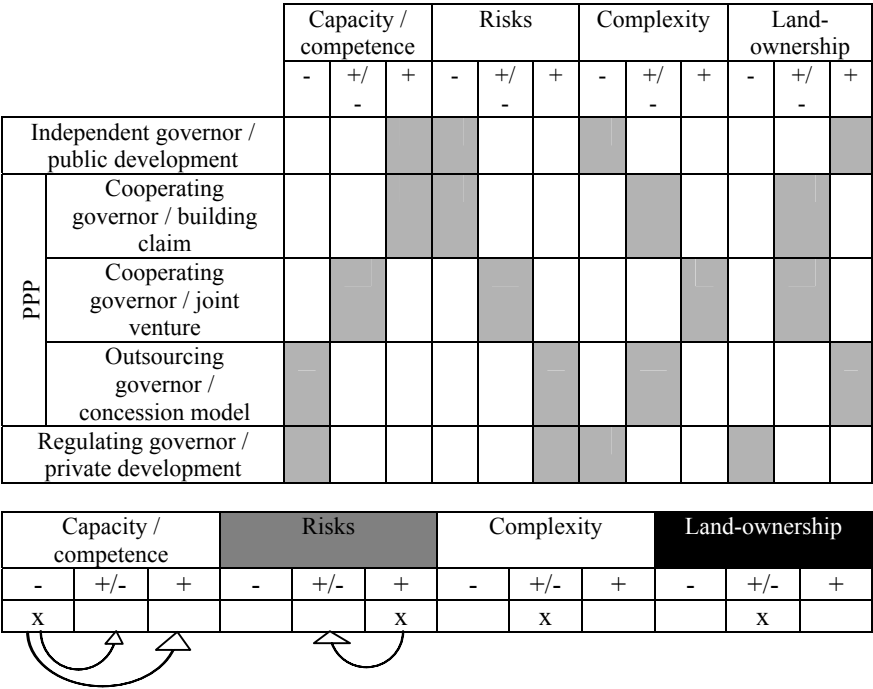 Capacity / Risks Complexity Land-
competence ownership
- +/ + - +/ + - +/ + - +/ +
- - - -
Independent governor /
public development
PPP
Cooperating
governor / building
claim
Cooperating
governor / joint
venture
Outsourcing
governor /
concession model
Regulating governor /
private development
Capacity / Risks Complexity Land-ownership
competence
- +/- + - +/- + - +/- + - +/- +
x x x x